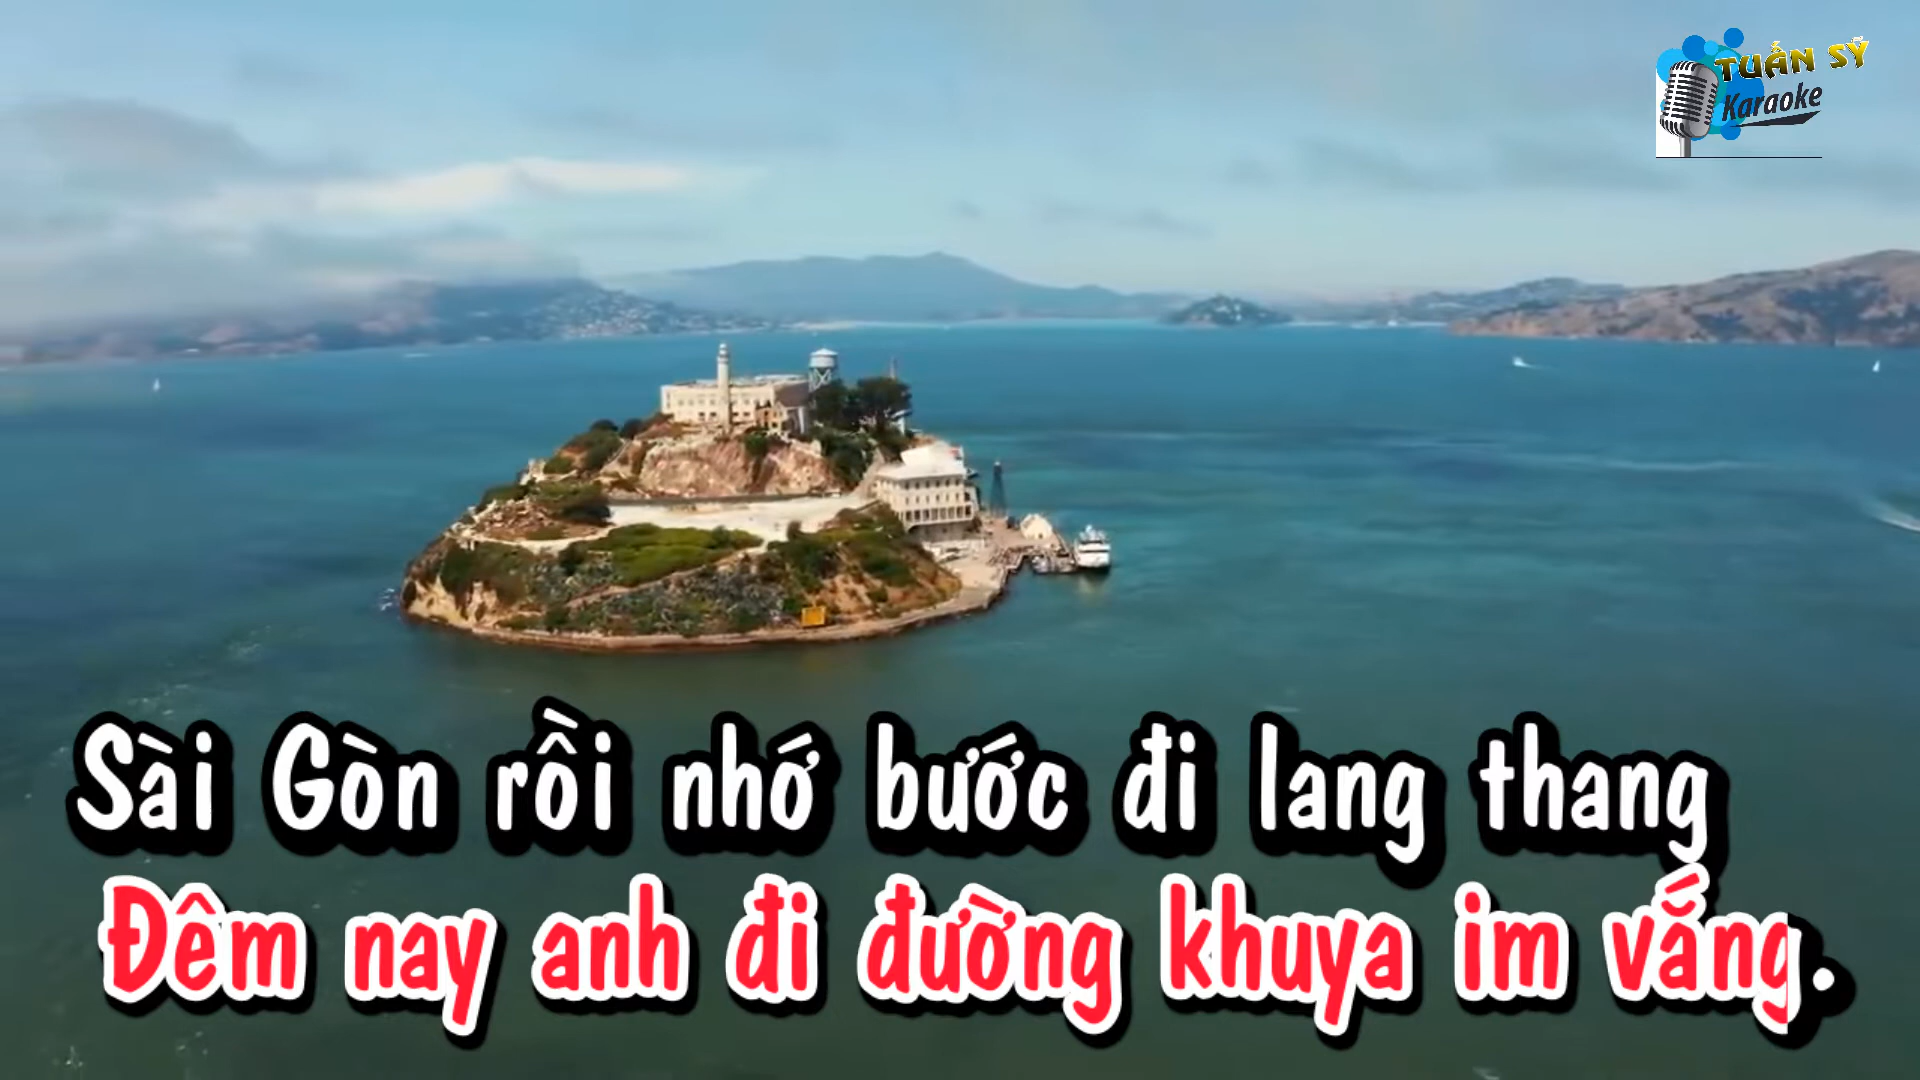 TUẤN SỸ
Karaoke
Sài Gòn rồi nhớ bước đi lang thang
Đêm nay anh đi đường khuya im vắng.